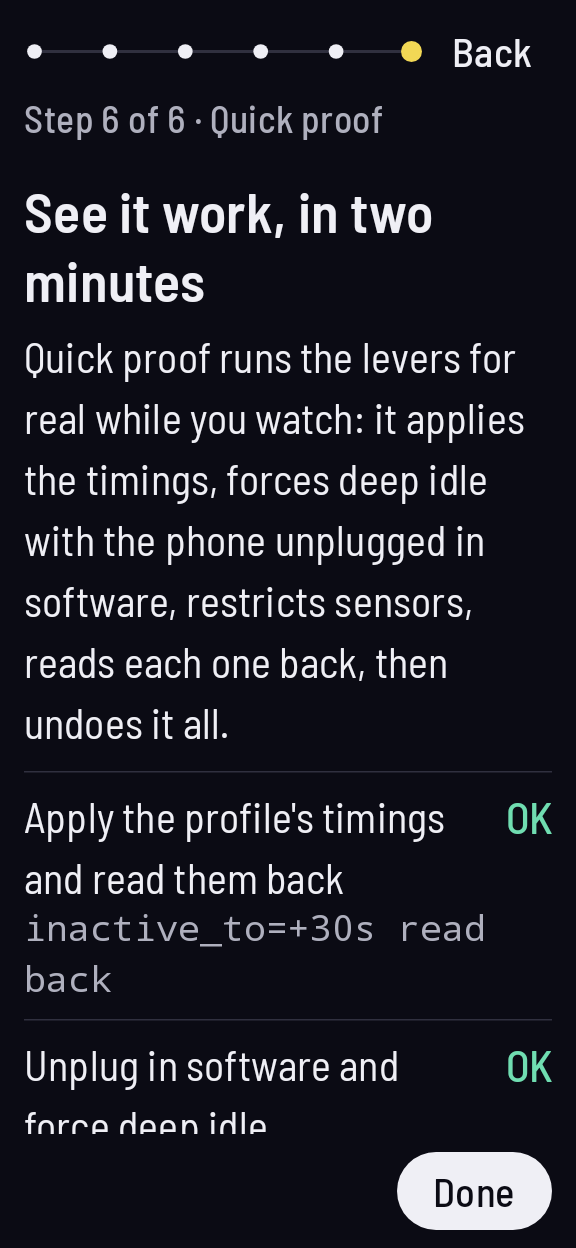 Back
Step 6 of 6 · Quick proof
See it work, in two
minutes
Quick proof runs the levers for
real while you watch: it applies
the timings, forces deep idle
with the phone unplugged in
software, restricts sensors,
reads each one back, then
undoes it all.
Apply the profile's timings OK
and read them back
inactive_to=+30s read
back
Unplug in software and OK
force deep idle
Done